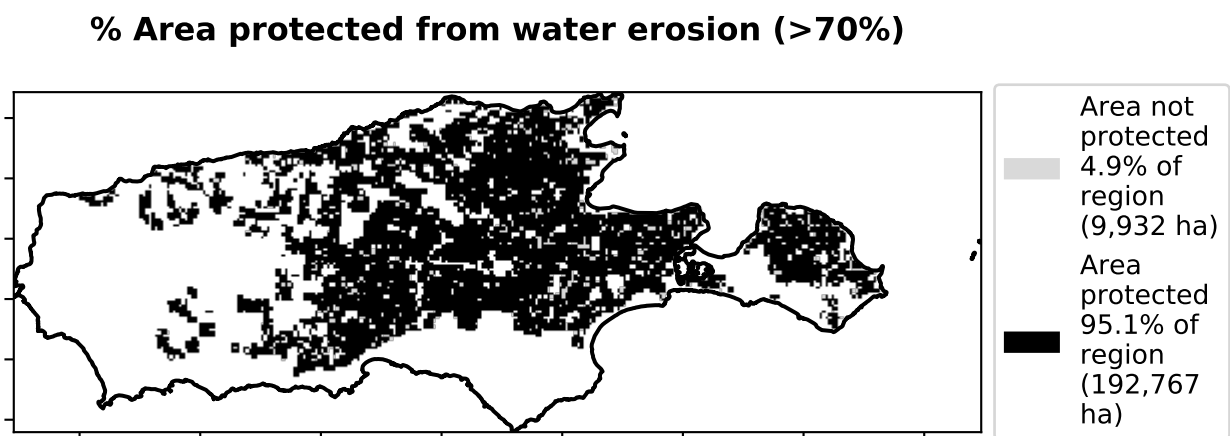 % Area protected from water erosion (>70%)
Area not
protected
4.9% of
region
(9,932 ha)
Area
protected
95.1% of
region
(192,767
ha)